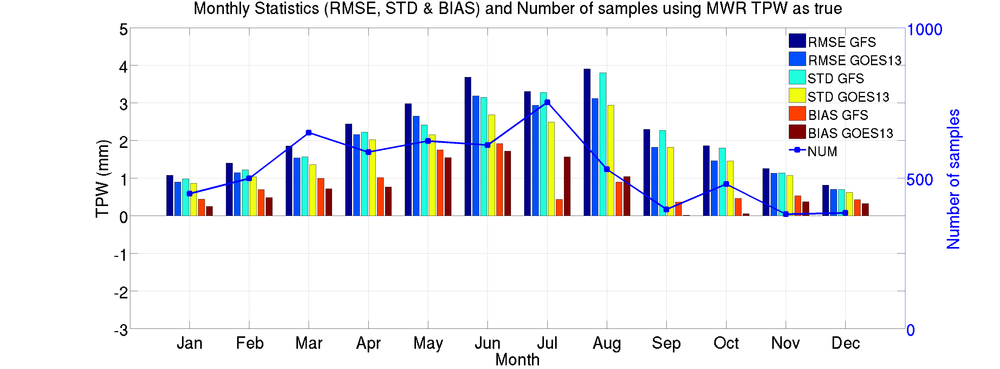 Monthly Statistics (RMSE, STD & BIAS) and Number of samples using MWR TPW as true
5
4
3
2
1
0
-1
-2
-3
TPW (mm)
1000
500
0
Number of samples
RMSE GFS
RMSE GOES13
STD GFS
STD GOES13
BIAS GFS
BIAS GOES13
NUM
Jan Feb Mar Apr May Jun Jul Aug Sep Oct Nov Dec
Month